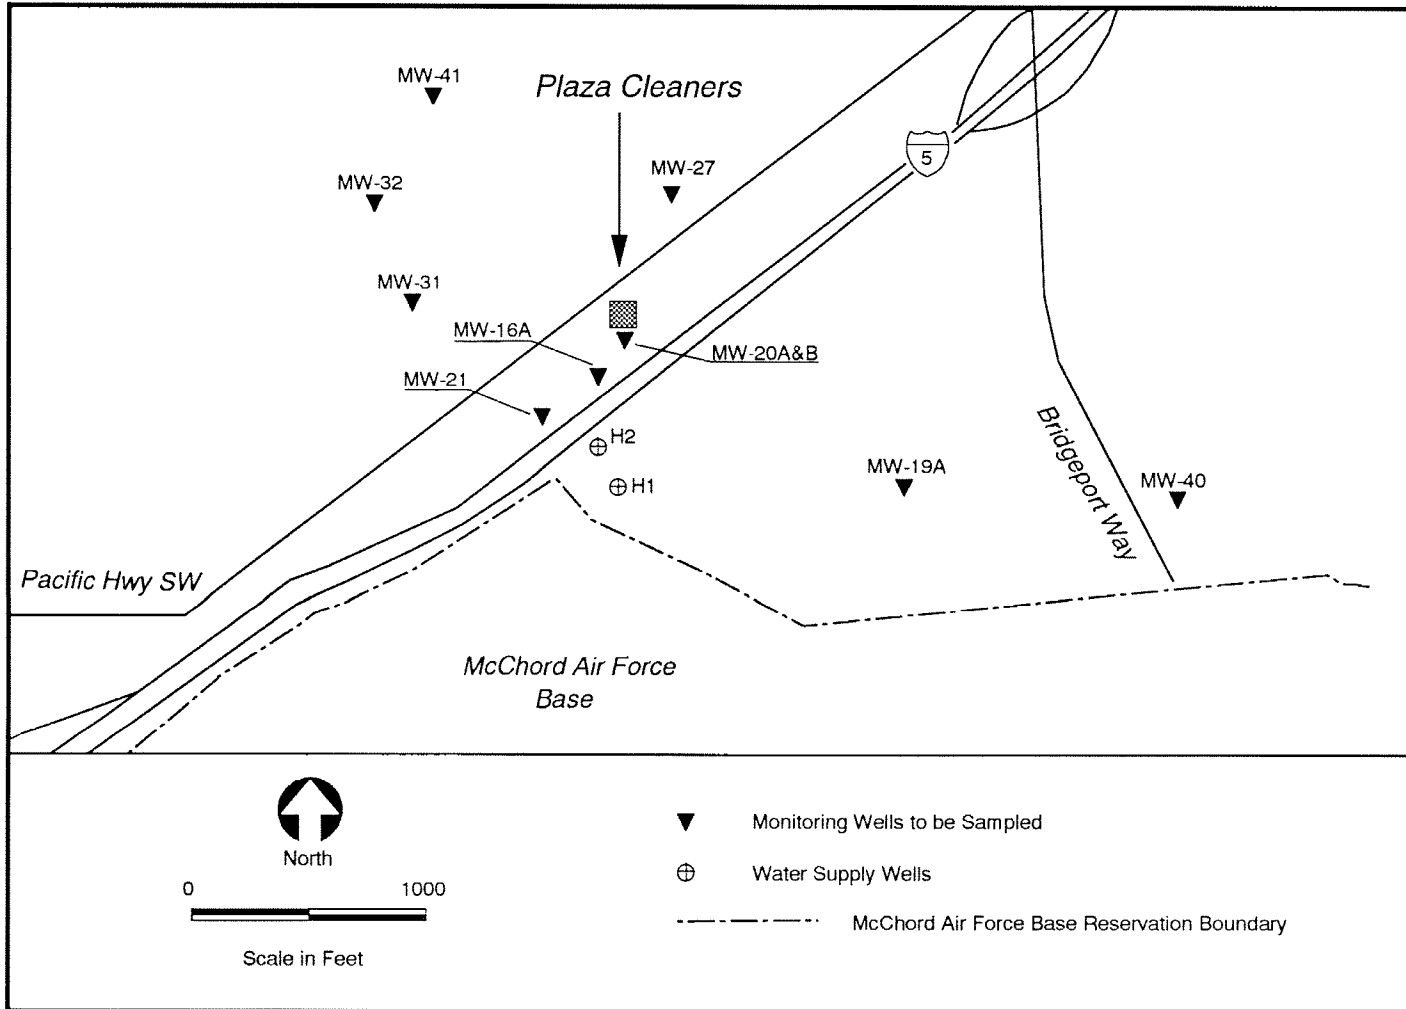 MW-41
Plaza Cleaners
MW-27
5
MW-32
MW-31
MW-16A
MW-20A&B
MW-21
H2
H1
MW-19A
MW-40
Bridgeport Way
Pacific Hwy SW
McChord Air Force
Base
North
0 1000
Scale in Feet
Monitoring Wells to be Sampled
Water Supply Wells
McChord Air Force Base Reservation Boundary